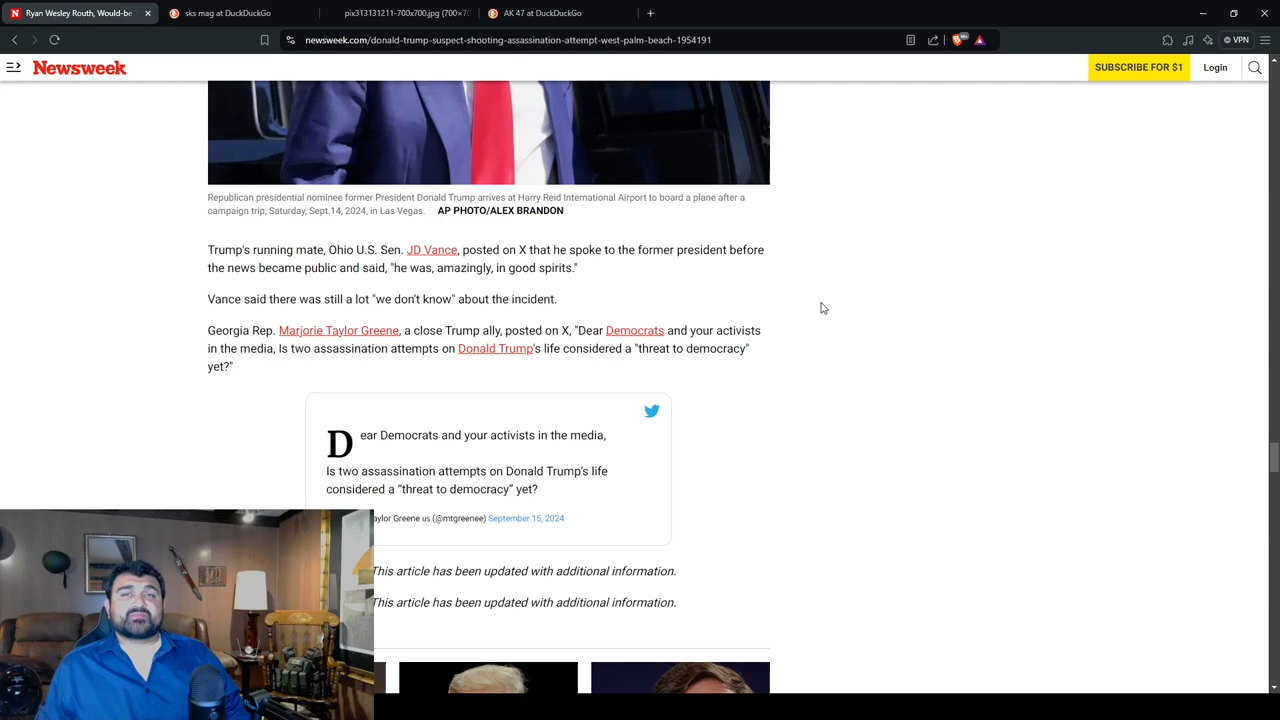 Ryan Wesley Routh, Would-be
sks mag at DuckDuckGo
pix313131211-700x700.jpg (700×70
AK 47 at DuckDuckGo
newsweek.com/donald-trump-suspect-shooting-assassination-attempt-west-palm-beach-1954191
VPN
Newsweek
SUBSCRIBE FOR $1
Login
Republican presidential nominee former President Donald Trump arrives at Harry Reid International Airport to board a plane after a
campaign trip, Saturday, Sept.14, 2024, in Las Vegas. AP PHOTO/ALEX BRANDON
Trump's running mate, Ohio U.S. Sen. JD Vance, posted on X that he spoke to the former president before
the news became public and said, "he was, amazingly, in good spirits."
Vance said there was still a lot "we don't know" about the incident.
Georgia Rep. Marjorie Taylor Greene, a close Trump ally, posted on X, "Dear Democrats and your activists
in the media, Is two assassination attempts on Donald Trump's life considered a "threat to democracy"
yet?"
Dear Democrats and your activists in the media,
Is two assassination attempts on Donald Trump's life
considered a “threat to democracy” yet?
aylor Greene us (@mtgreenee) September 15, 2024
This article has been updated with additional information.
This article has been updated with additional information.